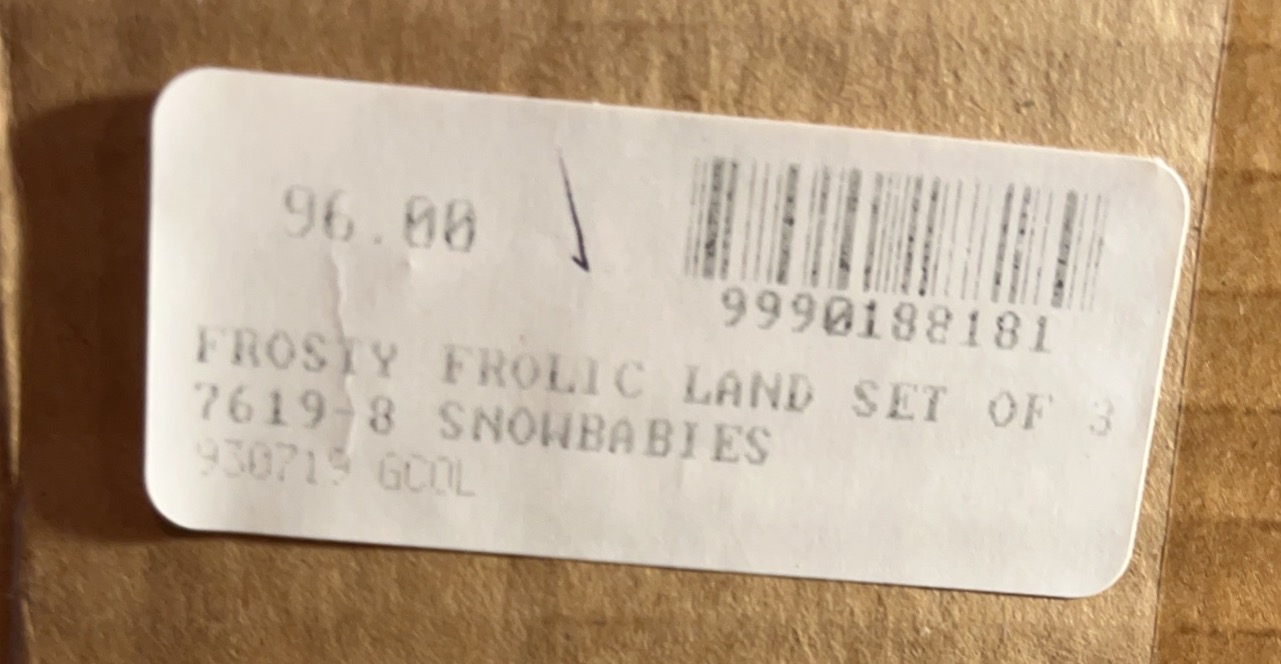 96.00
9990188181
FROSTY FROLIC LAND SET OF 3
7619-8 SNOWBABIES
930719 GCOL